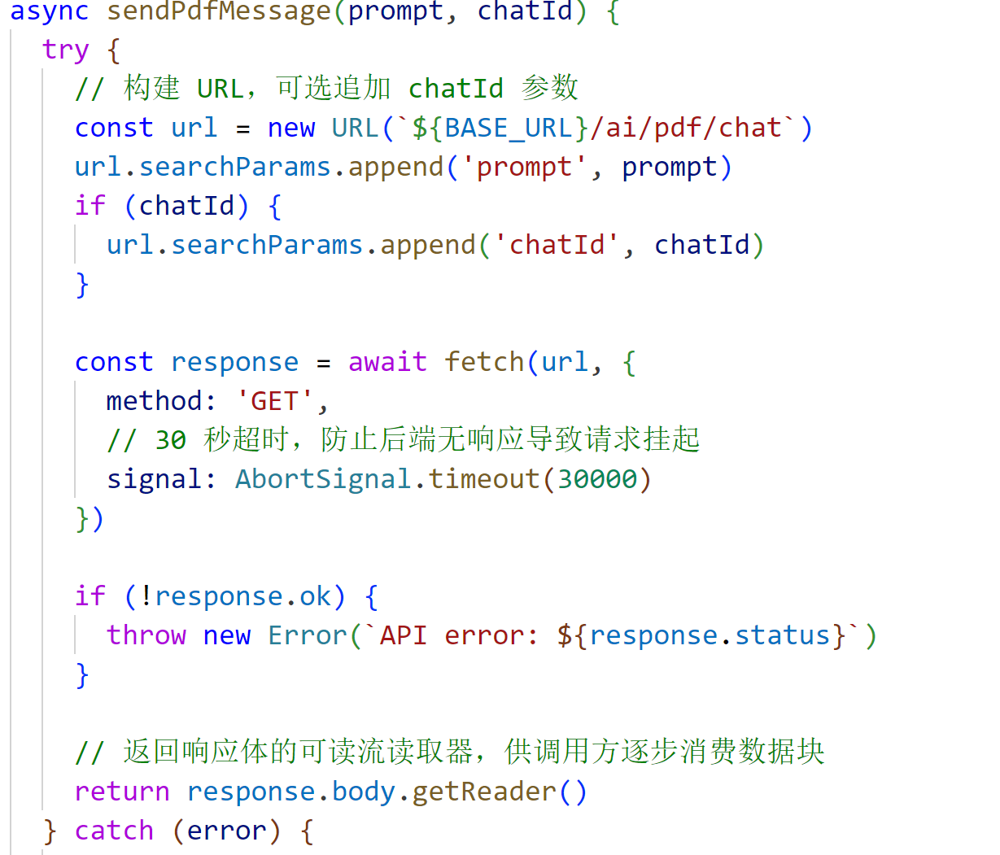 async sendPdfMessage(prompt, chatId) {
  try {
    // 构建 URL，可选追加 chatId 参数
    const url = new URL(`${BASE_URL}/ai/pdf/chat`)
    url.searchParams.append('prompt', prompt)
    if (chatId) {
      url.searchParams.append('chatId', chatId)
    }

    const response = await fetch(url, {
      method: 'GET',
      // 30 秒超时，防止后端无响应导致请求挂起
      signal: AbortSignal.timeout(30000)
    })

    if (!response.ok) {
      throw new Error(`API error: ${response.status}`)
    }

    // 返回响应体的可读流读取器，供调用方逐步消费数据块
    return response.body.getReader()
  } catch (error) {